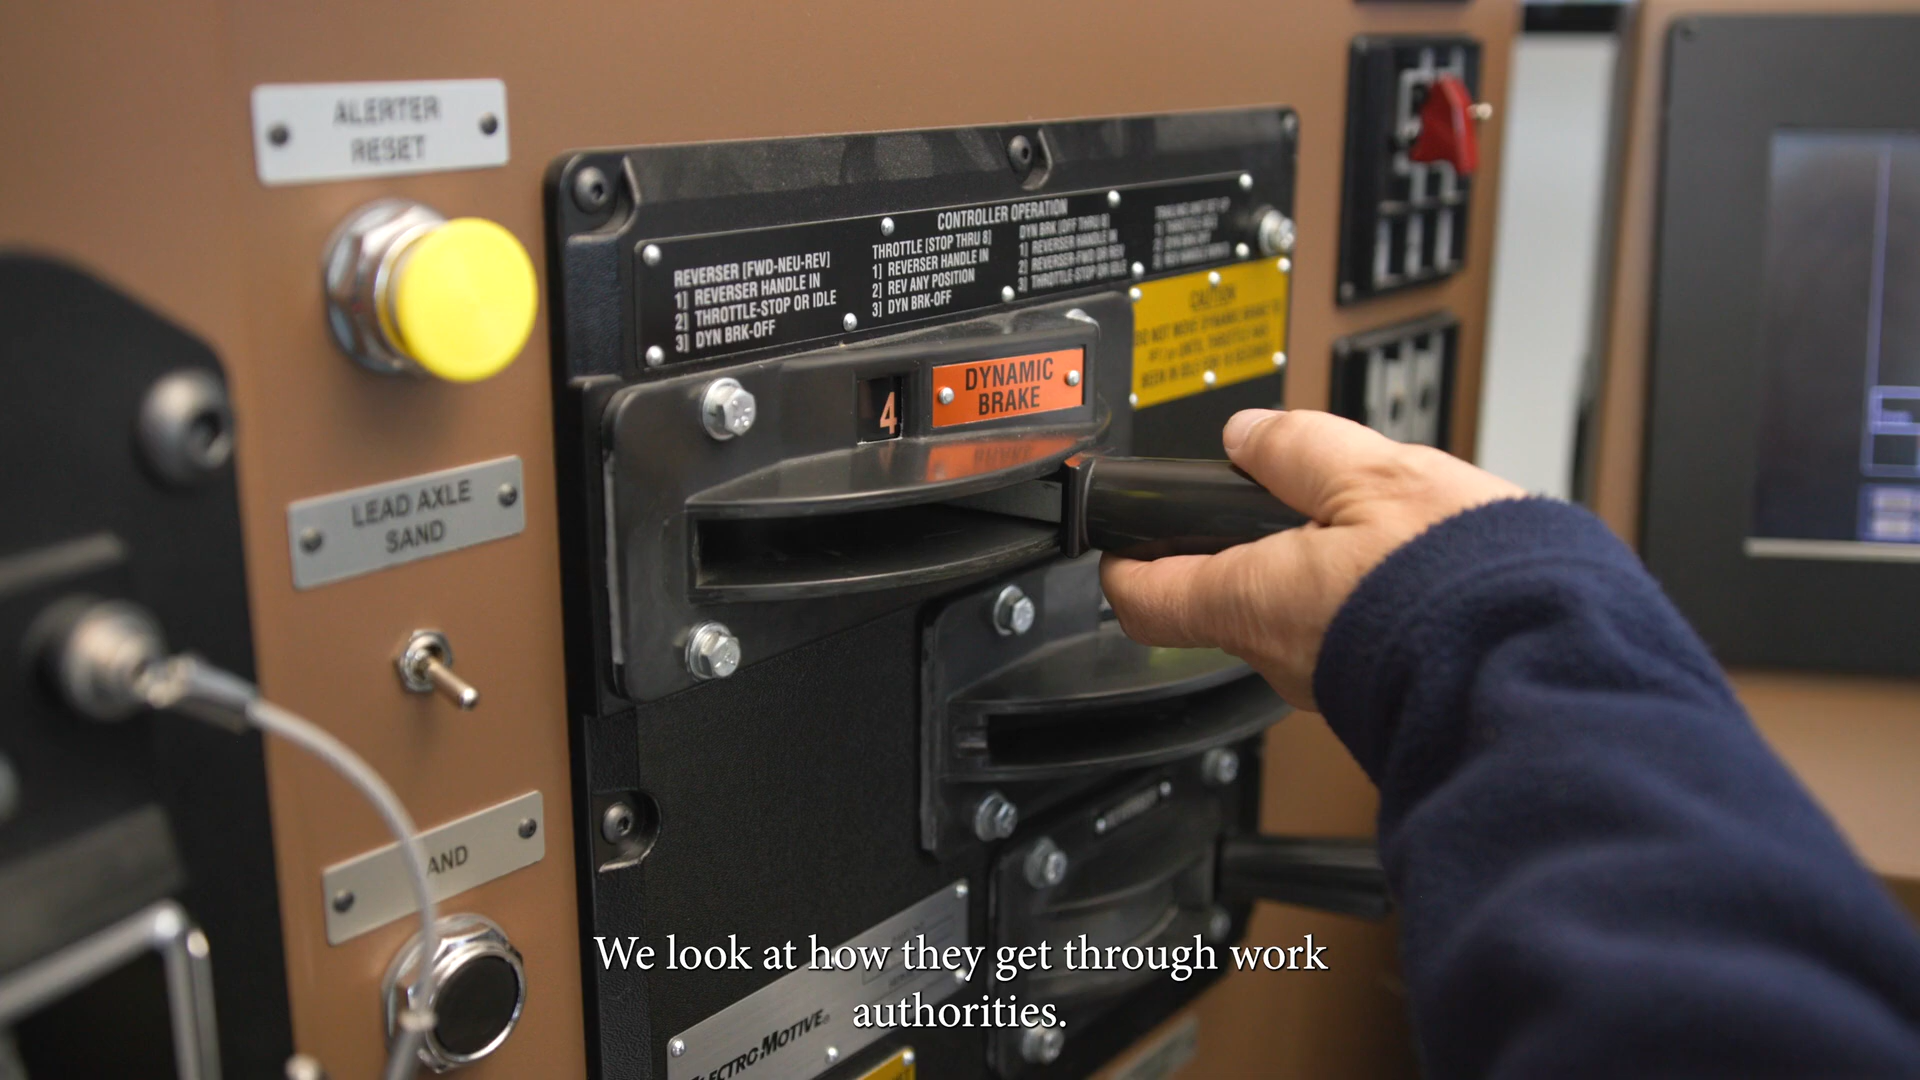 ALERTER
RESET
CONTROLLER OPERATION
REVERSER [FWD-NEU-REV]
1] REVERSER HANDLE IN
2] THROTTLE-STOP OR IDLE
3] DYN BRK-OFF
THROTTLE [STOP THRU 8]
1] REVERSER HANDLE IN
2] REV ANY POSITION
3] DYN BRK-OFF
DYN BRK [OFF THRU 8]
1] REVERSER HANDLE IN
2] REVERSER-FWD OR REV
3] THROTTLE-STOP OR IDLE
CAUTION
DYNAMIC
BRAKE
4
LEAD AXLE
SAND
AND
We look at how they get through work
authorities.
LECTRO-MOTIVE